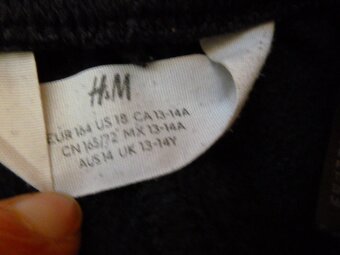 H&M
EUR 164 US 18 CA 13-14A
CN 165/72 MX 13-14A
AUS 14 UK 13-14Y